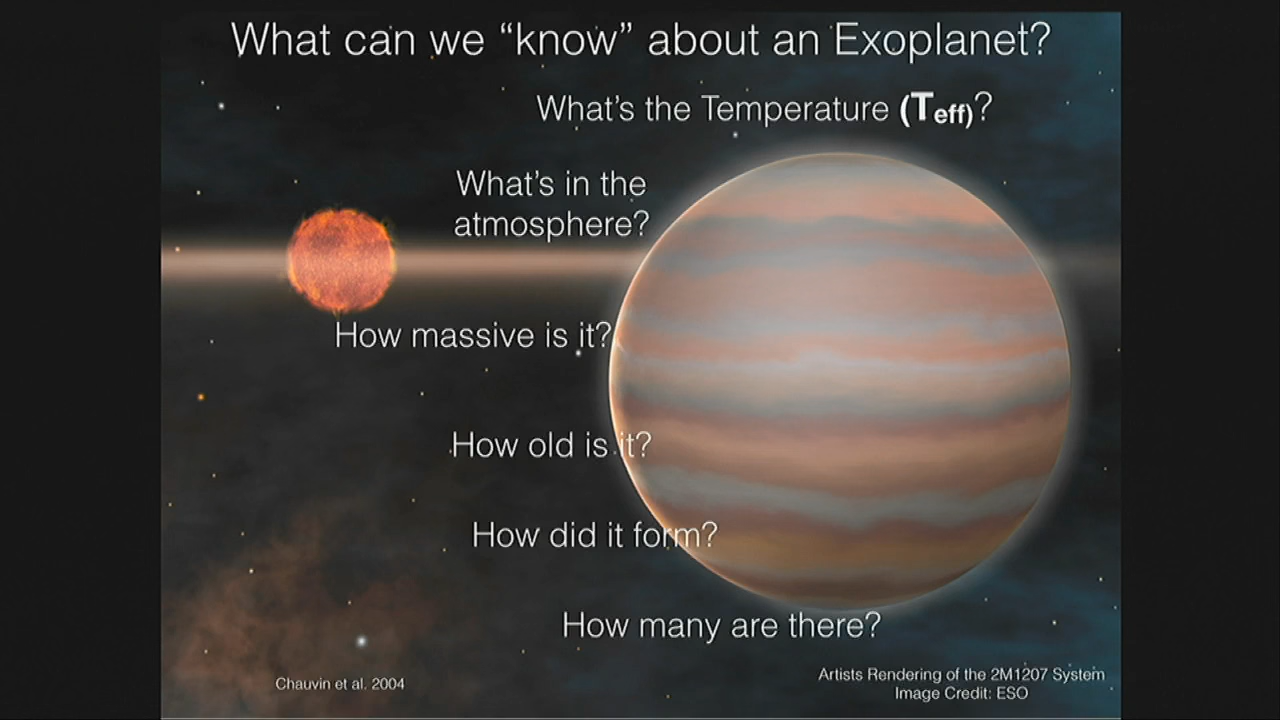 What can we “know” about an Exoplanet?
What’s the Temperature (Teff)?
What’s in the
atmosphere?
How massive is it?
How old is it?
How did it form?
How many are there?
Chauvin et al. 2004
Artists Rendering of the 2M1207 System
Image Credit: ESO